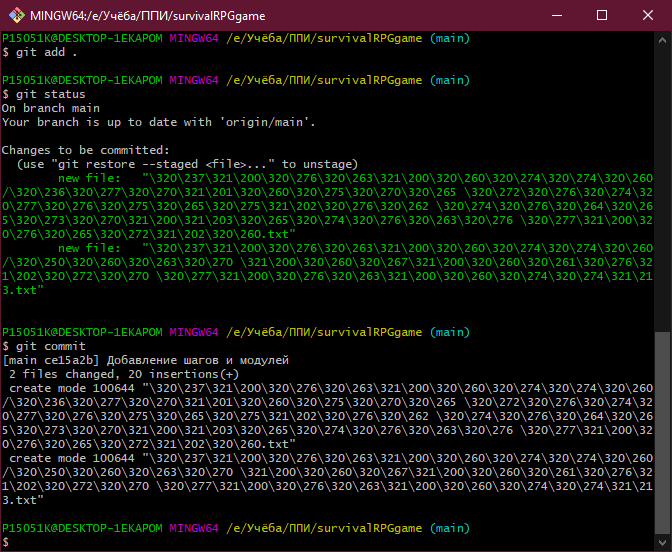 MINGW64:/e/Учёба/ППИ/survivalRPGgame
P15051K@DESKTOP-1EKAPOM MINGW64 /e/Учёба/ППИ/survivalRPGgame (main)
$ git add .
P15051K@DESKTOP-1EKAPOM MINGW64 /e/Учёба/ППИ/survivalRPGgame (main)
$ git status
On branch main
Your branch is up to date with 'origin/main'.
Changes to be committed:
(use "git restore --staged <file>..." to unstage)
new file: "\320\237\321\200\320\276\320\263\321\200\320\260\320\274\320\274\320\260
/\320\236\320\277\320\270\321\201\320\260\320\275\320\270\320\265 \320\272\320\276\320\274\32
0\277\320\276\320\275\320\265\320\275\321\202\320\276\320\262 \320\274\320\276\320\264\320\26
5\320\273\320\270\321\200\321\203\320\265\320\274\320\276\320\263\320\276 \320\277\321\200\32
0\276\320\265\320\272\321\202\320\260.txt"
new file: "\320\237\321\200\320\276\320\263\321\200\320\260\320\274\320\274\320\260
/\320\250\320\260\320\263\320\270 \321\200\320\260\320\267\321\200\320\260\320\261\320\276\32
1\202\320\272\320\270 \320\277\321\200\320\276\320\263\321\200\320\260\320\274\320\274\321\21
3.txt"
P15051K@DESKTOP-1EKAPOM MINGW64 /e/Учёба/ППИ/survivalRPGgame (main)
$ git commit
[main ce15a2b] Добавление шагов и модулей
2 files changed, 20 insertions(+)
create mode 100644 "\320\237\321\200\320\276\320\263\321\200\320\260\320\274\320\274\320\260
/\320\236\320\277\320\270\321\201\320\260\320\275\320\270\320\265 \320\272\320\276\320\274\32
0\277\320\276\320\275\320\265\320\275\321\202\320\276\320\262 \320\274\320\276\320\264\320\26
5\320\273\320\270\321\200\321\203\320\265\320\274\320\276\320\263\320\276 \320\277\321\200\32
0\276\320\265\320\272\321\202\320\260.txt"
create mode 100644 "\320\237\321\200\320\276\320\263\321\200\320\260\320\274\320\274\320\260
/\320\250\320\260\320\263\320\270 \321\200\320\260\320\267\321\200\320\260\320\261\320\276\32
1\202\320\272\320\270 \320\277\321\200\320\276\320\263\321\200\320\260\320\274\320\274\321\21
3.txt"
P15051K@DESKTOP-1EKAPOM MINGW64 /e/Учёба/ППИ/survivalRPGgame (main)
$